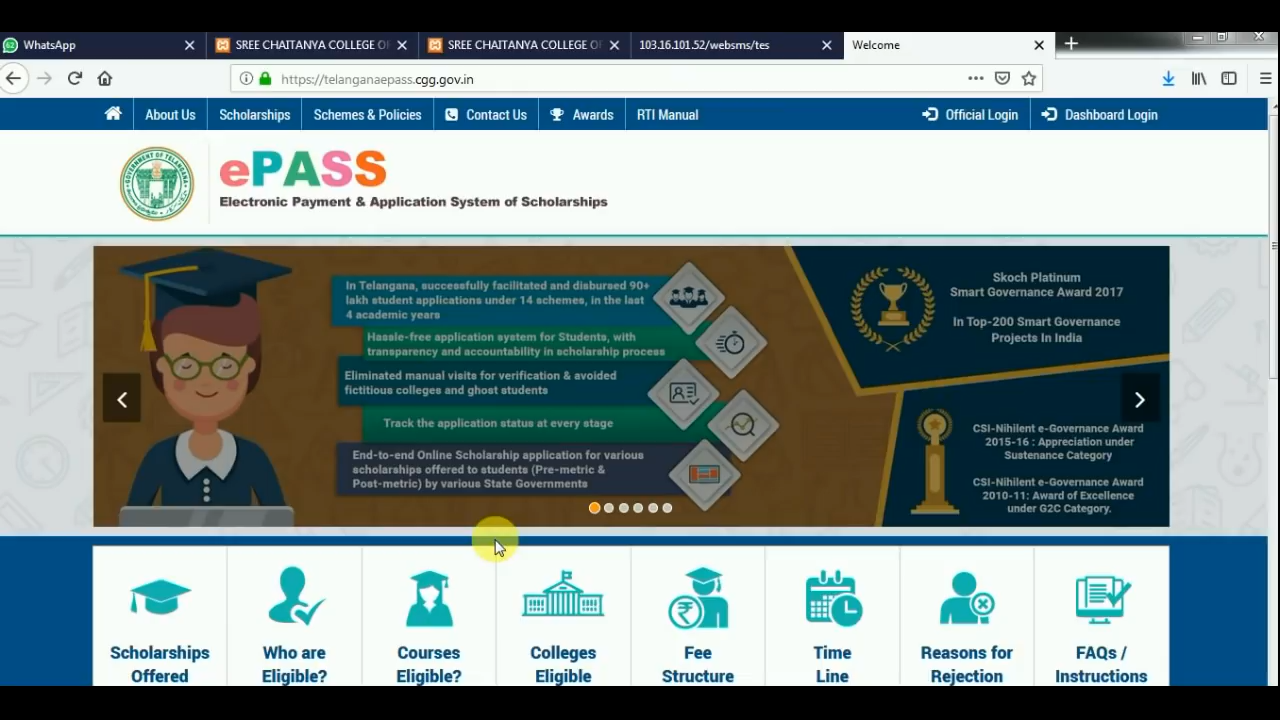 WhatsApp
SREE CHAITANYA COLLEGE OF
SREE CHAITANYA COLLEGE OF
103.16.101.52/websms/tes
Welcome
https://telanganaepass.cgg.gov.in
About Us
Scholarships
Schemes & Policies
Contact Us
Awards
RTI Manual
Official Login
Dashboard Login
GOVERNMENT OF TELANGANA
ePASS
Electronic Payment & Application System of Scholarships
In Telangana, successfully facilitated and disbursed 90+
lakh student applications under 14 schemes, in the last
4 academic years
Hassle-free application system for Students, with
transparency and accountability in scholarship process
Eliminated manual visits for verification & avoided
fictitious colleges and ghost students
Track the application status at every stage
End-to-end Online Scholarship application for various
scholarships offered to students (Pre-metric &
Post-metric) by various State Governments
Skoch Platinum
Smart Governance Award 2017
In Top-200 Smart Governance
Projects In India
CSI-Nihilent e-Governance Award
2015-16 : Appreciation under
Sustenance Category
CSI-Nihilent e-Governance Award
2010-11: Award of Excellence
under G2C Category.
Scholarships
Offered
Who are
Eligible?
Courses
Eligible?
Colleges
Eligible
Fee
Structure
Time
Line
Reasons for
Rejection
FAQs /
Instructions